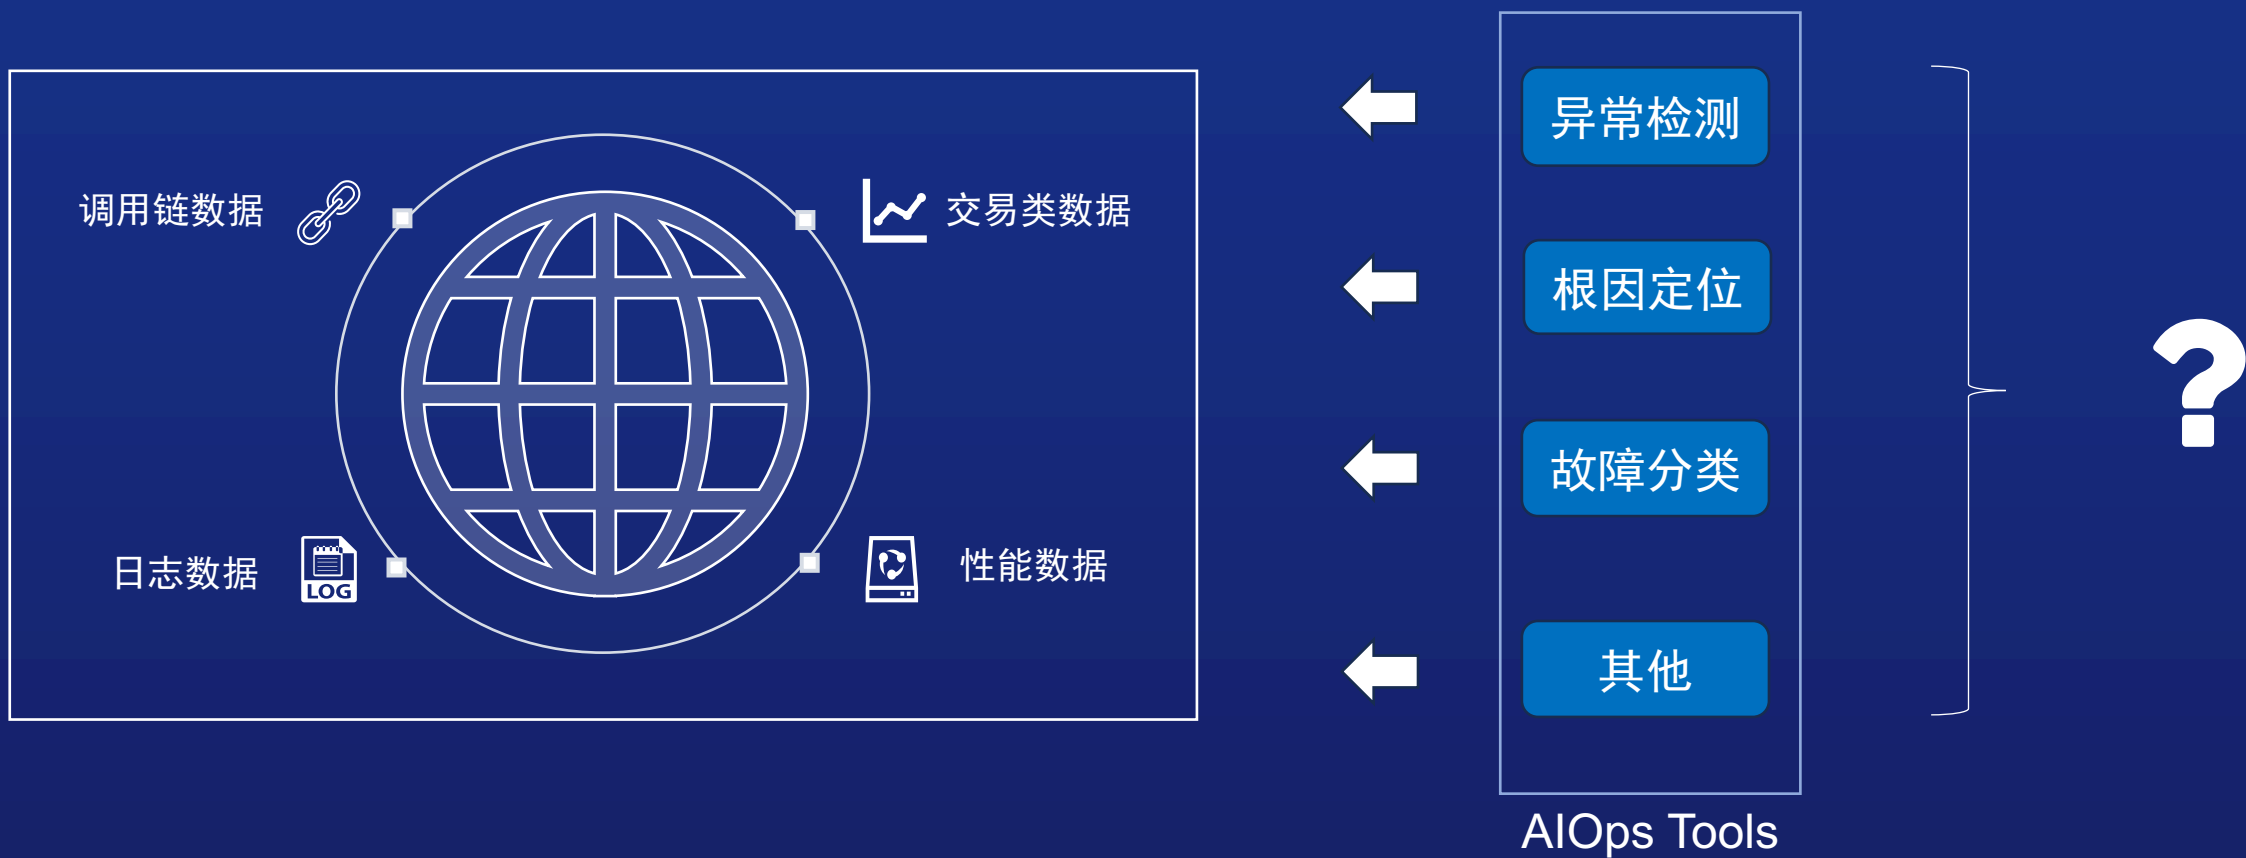 调用链数据
交易类数据
日志数据
LOG
性能数据
异常检测
根因定位
故障分类
其他
AIOps Tools
?